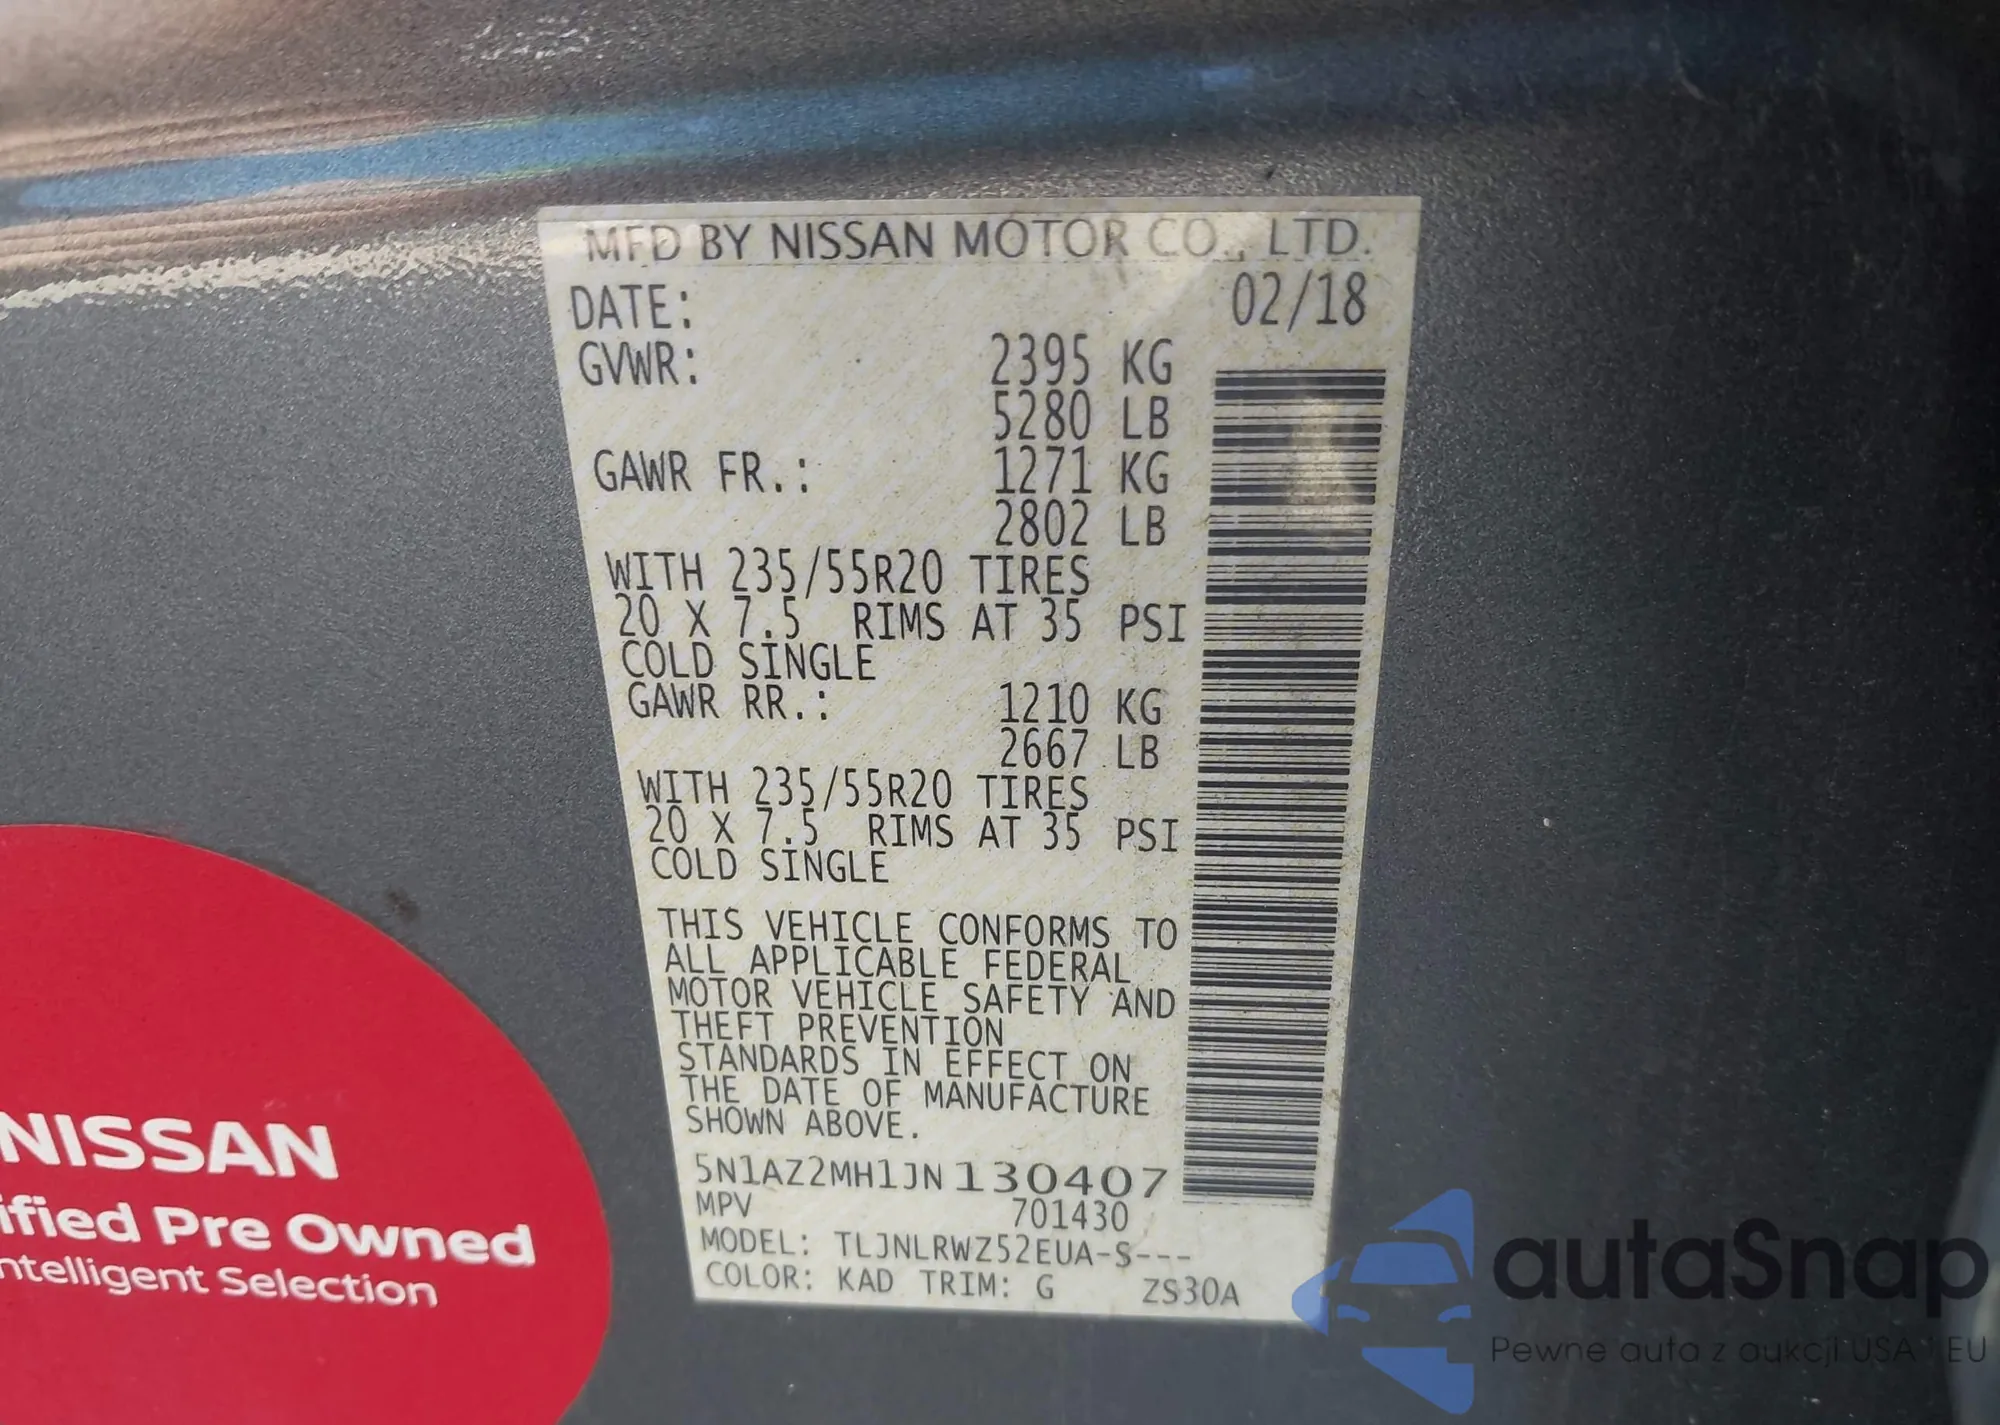 MFD BY NISSAN MOTOR CO., LTD.
DATE: 02/18
GVWR: 2395 KG
5280 LB
GAWR FR.: 1271 KG
2802 LB
WITH 235/55R20 TIRES
20 X 7.5 RIMS AT 35 PSI
COLD SINGLE
GAWR RR.: 1210 KG
2667 LB
WITH 235/55R20 TIRES
20 X 7.5 RIMS AT 35 PSI
COLD SINGLE
THIS VEHICLE CONFORMS TO
ALL APPLICABLE FEDERAL
MOTOR VEHICLE SAFETY AND
THEFT PREVENTION
STANDARDS IN EFFECT ON
THE DATE OF MANUFACTURE
SHOWN ABOVE.
5N1AZ2MH1JN130407
MPV 701430
MODEL: TLJNLRWZ52EUA-S---
COLOR: KAD TRIM: G ZS30A
NISSAN
ified Pre Owned
ntelligent Selection
autaSnap
Pewne auta z aukcji USA i EU